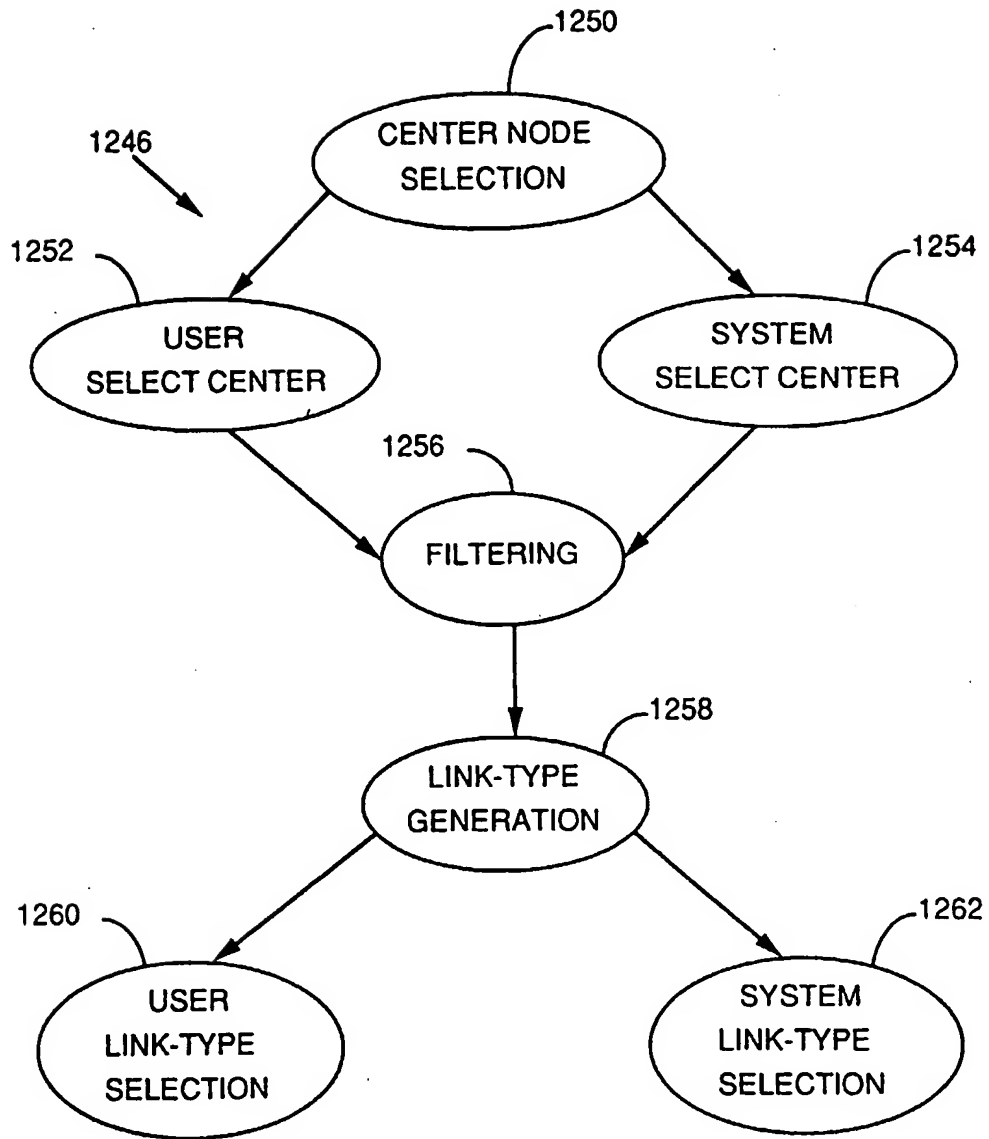 1250
CENTER NODE
SELECTION
1246
1252
1254
USER
SELECT CENTER
SYSTEM
SELECT CENTER
1256
FILTERING
1258
LINK-TYPE
GENERATION
1260
1262
USER
LINK-TYPE
SELECTION
SYSTEM
LINK-TYPE
SELECTION